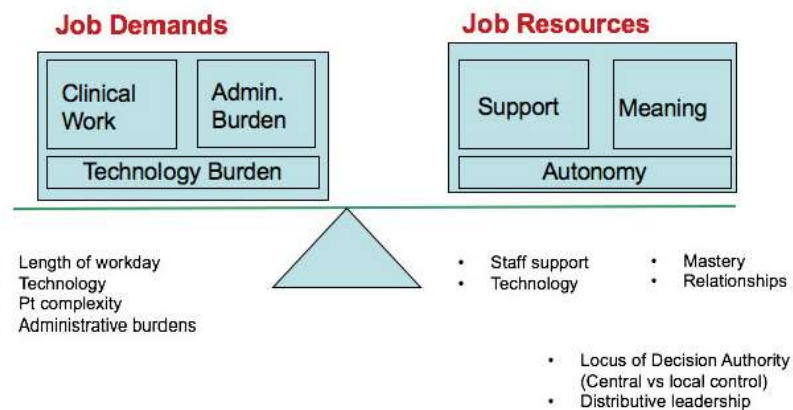 Job Demands
Job Resources
Clinical
Work
Admin.
Burden
Technology Burden
Support
Meaning
Autonomy
Length of workday
Technology
Pt complexity
Administrative burdens
• Staff support
• Technology
• Mastery
• Relationships
• Locus of Decision Authority
(Central vs local control)
• Distributive leadership